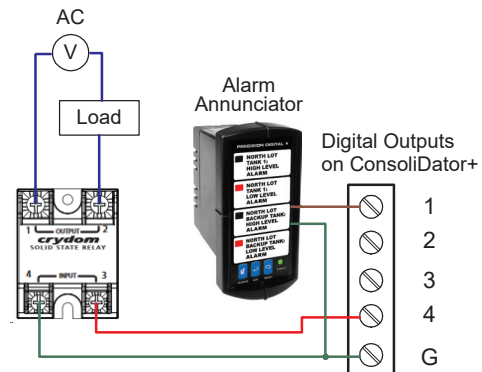 AC
V
Load
Alarm
Annunciator
PRECISION DIGITAL
NORTH LOT
TANK 1:
HIGH LEVEL
ALARM
NORTH LOT
TANK 1:
LOW LEVEL
ALARM
NORTH LOT
BACKUP TANK:
HIGH LEVEL
ALARM
NORTH LOT
BACKUP TANK:
LOW LEVEL
ALARM
Digital Outputs
on ConsoliDator+
1
2
3
4
G
1 OUTPUT 2
crydom
SOLID STATE RELAY
4 INPUT 3